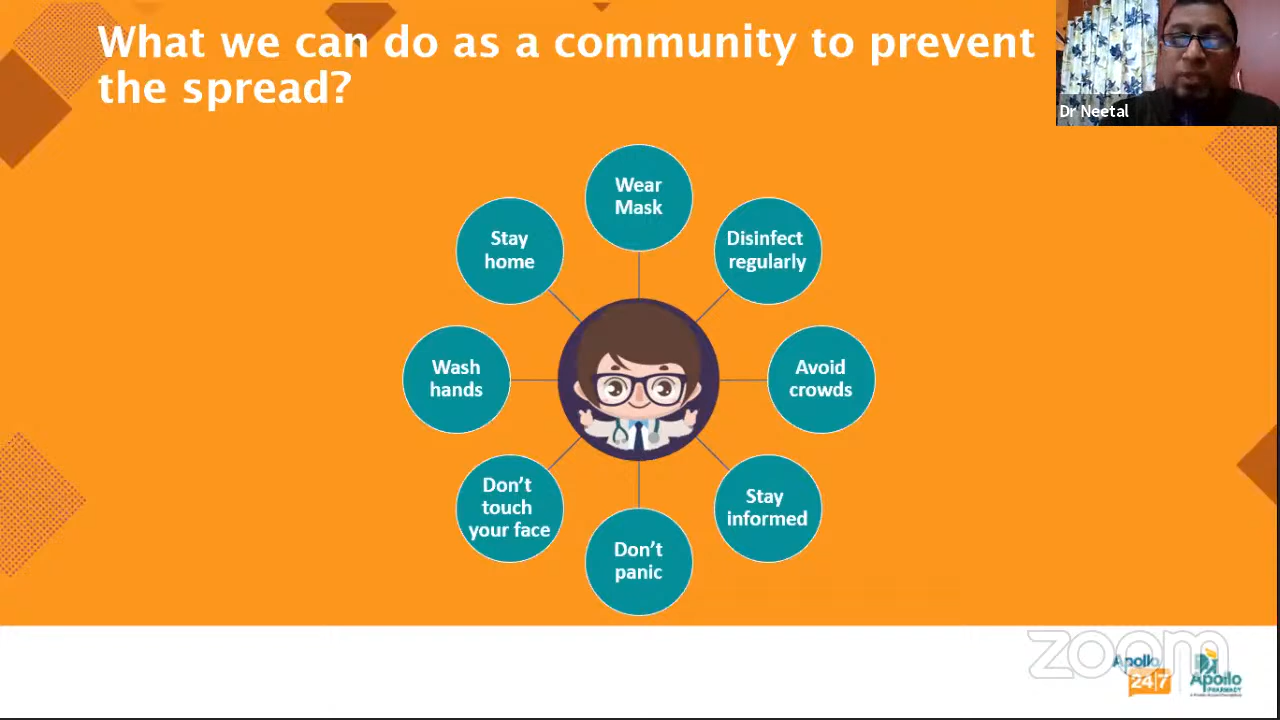 What we can do as a community to prevent
the spread?
Dr Neetal
Wear
Mask
Disinfect
regularly
Avoid
crowds
Stay
informed
Don't
panic
Don't
touch
your face
Wash
hands
Stay
home
zoom
Apollo
24|7
Apollo
PHARMACY